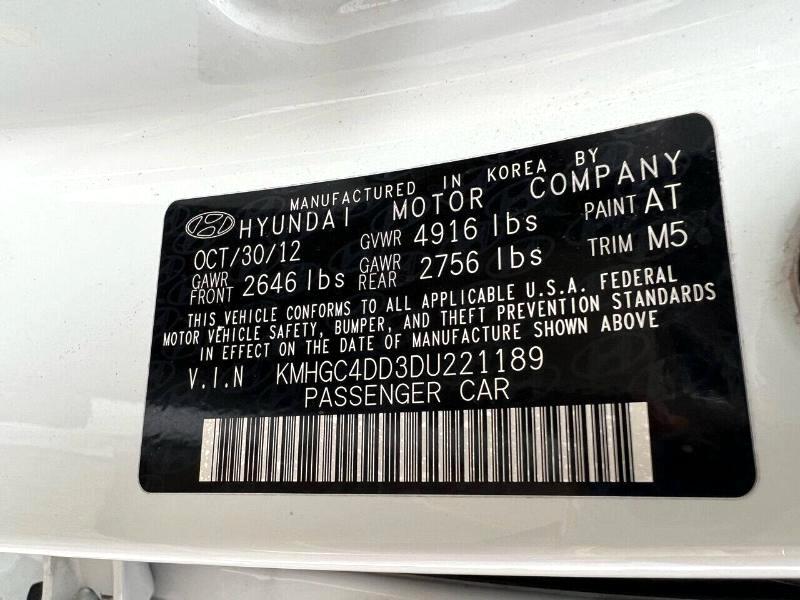 MANUFACTURED IN KOREA BY
HYUNDAI MOTOR COMPANY
OCT/30/12 GVWR 4916 lbs PAINT AT
GAWR FRONT 2646 lbs GAWR REAR 2756 lbs TRIM M5
THIS VEHICLE CONFORMS TO ALL APPLICABLE U.S.A. FEDERAL
MOTOR VEHICLE SAFETY, BUMPER, AND THEFT PREVENTION STANDARDS
IN EFFECT ON THE DATE OF MANUFACTURE SHOWN ABOVE
V.I.N KMHGC4DD3DU221189
PASSENGER CAR